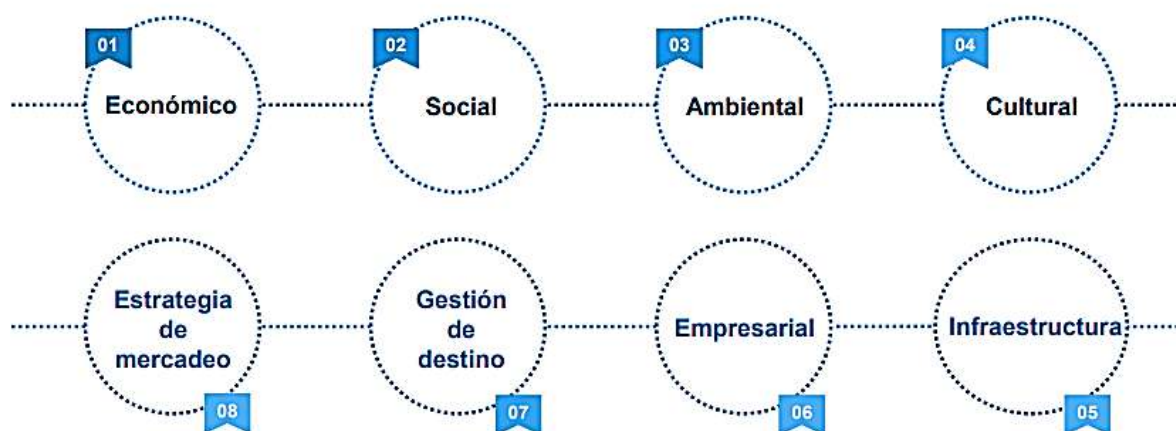 01
Económico
02
Social
03
Ambiental
04
Cultural
Estrategia
de
mercadeo
08
Gestión
de
destino
07
Empresarial
06
Infraestructura
05